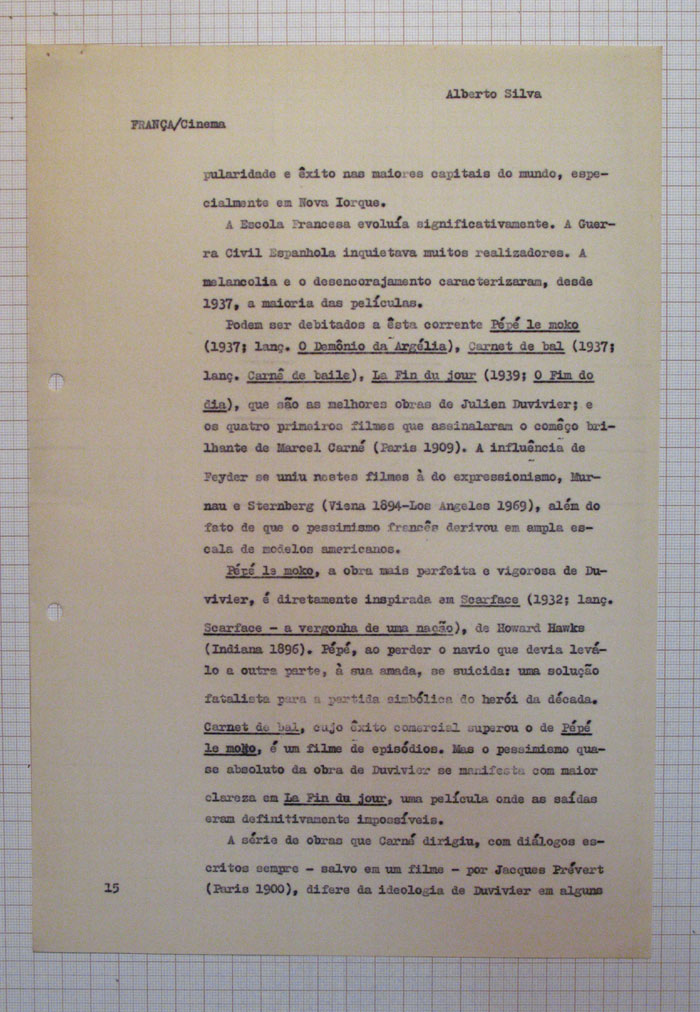 Alberto Silva
FRANÇA/Cinema
pularidade e êxito nas maiores capitais do mundo, espe-
cialmente em Nova Iorque.
A Escola Francesa evoluía significativamente. A Guer-
ra Civil Espanhola inquietava muitos realizadores. A
melancolia e o desencorajamento caracterizaram, desde
1937, a maioria das películas.
Podem ser debitados a êsta corrente Pépé le moko
(1937; lanç. O Demônio da Argélia), Carnet de bal (1937;
lanç. Carnê de baile), La Fin du jour (1939; O Fim do
dia), que são as melhores obras de Julien Duvivier; e
os quatro primeiros filmes que assinalaram o comêço bri-
lhante de Marcel Carné (Paris 1909). A influência de
Feyder se uniu nestes filmes à do expressionismo, Mur-
nau e Sternberg (Viena 1894-Los Angeles 1969), além do
fato de que o pessimismo francês derivou em ampla es-
cala de modelos americanos.
Pépé le moko, a obra mais perfeita e vigorosa de Du-
vivier, é diretamente inspirada em Scarface (1932; lanç.
Scarface - a vergonha de uma nação), de Howard Hawks
(Indiana 1896). Pépé, ao perder o navio que devia levá-
lo a outra parte, à sua amada, se suicida: uma solução
fatalista para a partida simbólica do herói da década.
Carnet de bal, cujo êxito comercial superou o de Pépé
le moko, é um filme de episódios. Mas o pessimismo qua-
se absoluto da obra de Duvivier se manifesta com maior
clareza em La Fin du jour, uma película onde as saídas
eram definitivamente impossíveis.
A série de obras que Carné dirigiu, com diálogos es-
critos sempre - salvo em um filme - por Jacques Prévert
15 (Paris 1900), difere da ideologia de Duvivier em alguns